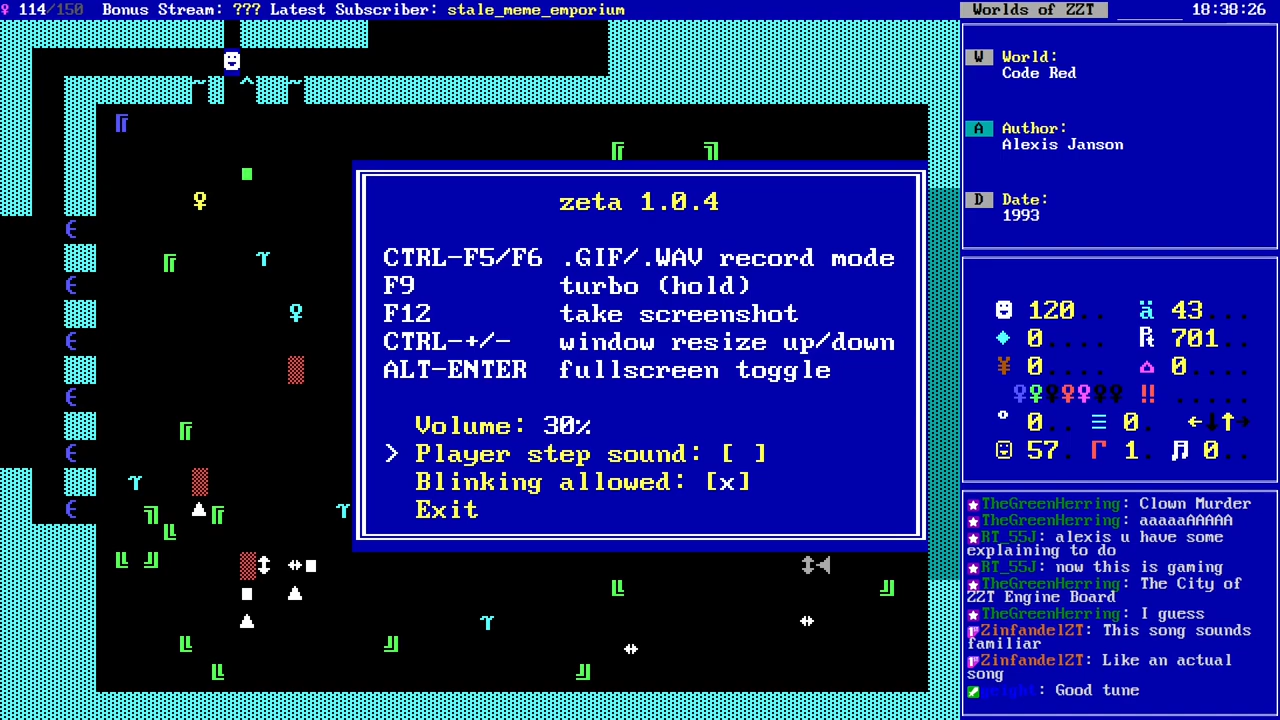 114/150 Bonus Stream: ??? Latest Subscriber: stale_meme_emporium
Worlds of ZZT
18:38:26
W World:
Code Red
A Author:
Alexis Janson
D Date:
1993
zeta 1.0.4
CTRL-F5/F6 .GIF/.WAV record mode
F9 turbo (hold)
F12 take screenshot
CTRL-+/- window resize up/down
ALT-ENTER fullscreen toggle
Volume: 30%
> Player step sound: [ ]
Blinking allowed: [x]
Exit
120 43
0 701
0 0
0 0
57 1 0
TheGreenHerring: Clown Murder
TheGreenHerring: aaaaaAAAAA
RT_55J: alexis u have some
explaining to do
RT_55J: now this is gaming
TheGreenHerring: The City of
ZZT Engine Board
TheGreenHerring: I guess
ZinfandelZT: This song sounds
familiar
ZinfandelZT: Like an actual
song
: Good tune